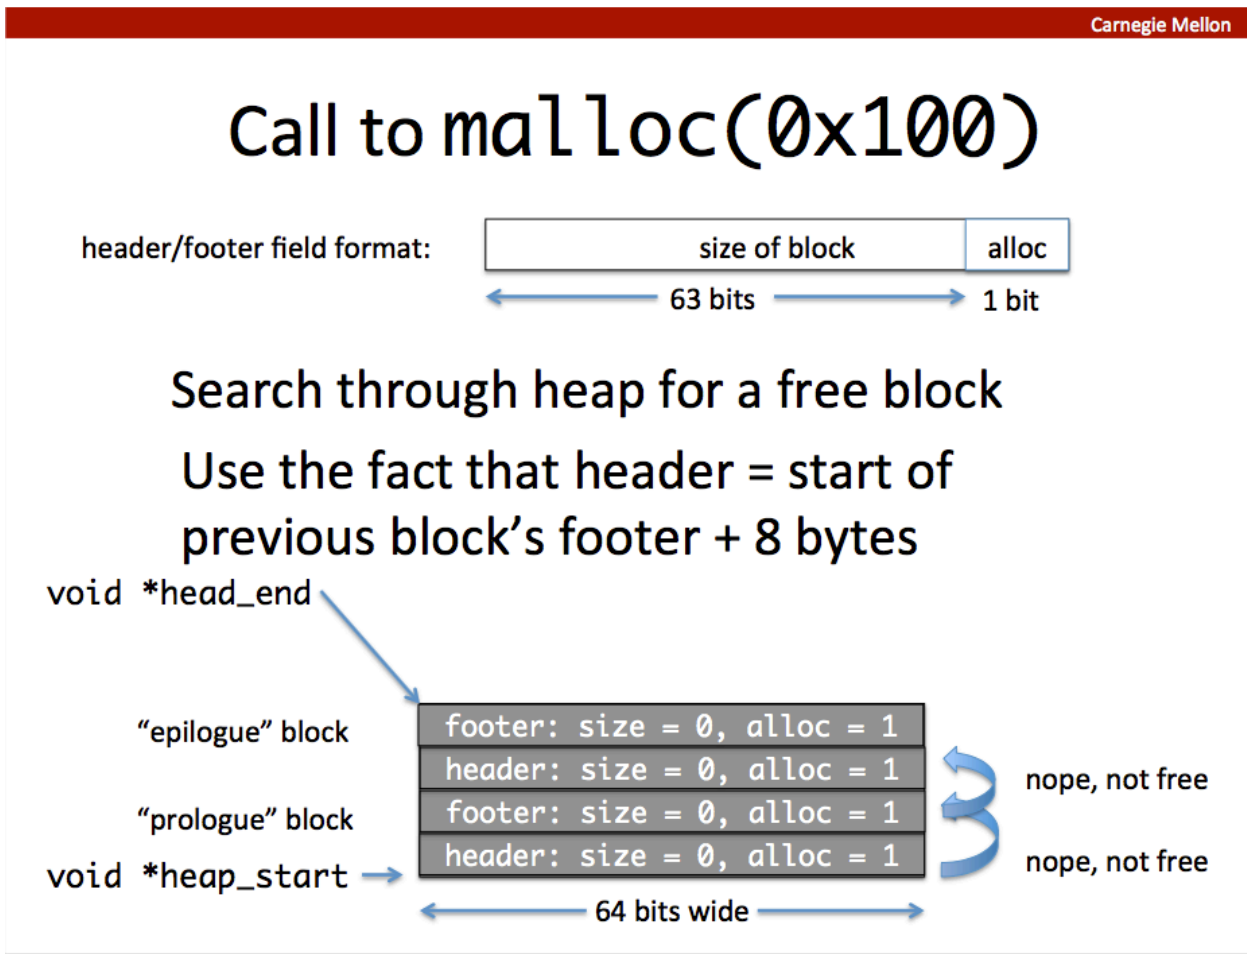 Carnegie Mellon
Call to malloc(0x100)
header/footer field format:
size of block
alloc
63 bits
1 bit
Search through heap for a free block
Use the fact that header = start of
previous block’s footer + 8 bytes
void *head_end
“epilogue” block
footer: size = 0, alloc = 1
header: size = 0, alloc = 1
nope, not free
“prologue” block
footer: size = 0, alloc = 1
header: size = 0, alloc = 1
nope, not free
void *heap_start
64 bits wide